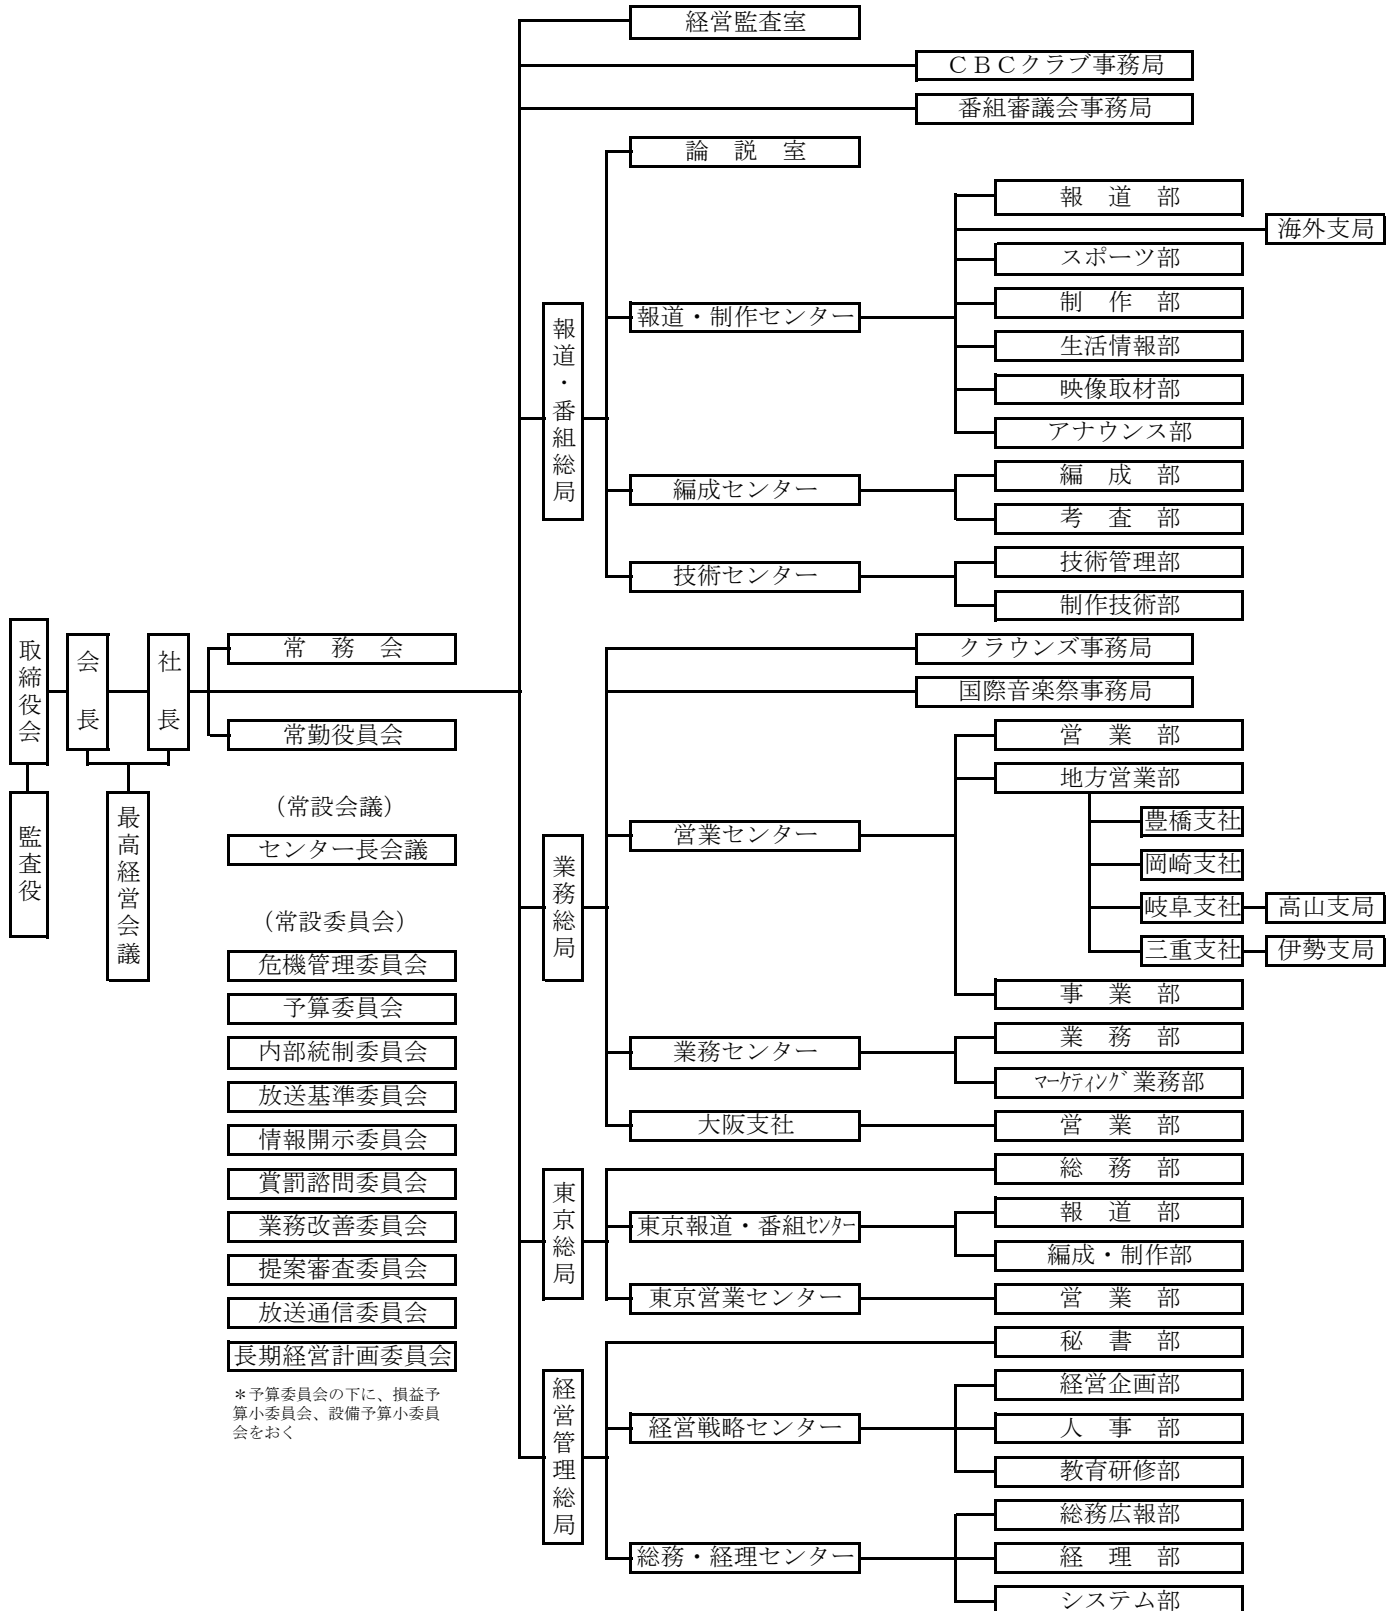 経営監査室
ＣＢＣクラブ事務局
番組審議会事務局
論　説　室
報　道　部
海外支局
スポーツ部
報道・制作センター
制　作　部
生活情報部
映像取材部
アナウンス部
報道・番組総局
編成センター
編　成　部
考　査　部
技術センター
技術管理部
制作技術部
取締役会
会長
社長
常　務　会
常勤役員会
監査役
最高経営会議
（常設会議）
センター長会議
（常設委員会）
危機管理委員会
予算委員会
内部統制委員会
放送基準委員会
情報開示委員会
賞罰諮問委員会
業務改善委員会
提案審査委員会
放送通信委員会
長期経営計画委員会
＊予算委員会の下に、損益予
算小委員会、設備予算小委員
会をおく
クラウンズ事務局
国際音楽祭事務局
業務総局
営業センター
営　業　部
地方営業部
豊橋支社
岡崎支社
岐阜支社
高山支局
三重支社
伊勢支局
事　業　部
業務センター
業　務　部
ﾏｰｹﾃｨﾝｸﾞ業務部
大阪支社
営　業　部
東京総局
総　務　部
東京報道・番組ｾﾝﾀｰ
報　道　部
編成・制作部
東京営業センター
営　業　部
経営管理総局
秘　書　部
経営戦略センター
経営企画部
人　事　部
教育研修部
総務・経理センター
総務広報部
経　理　部
システム部